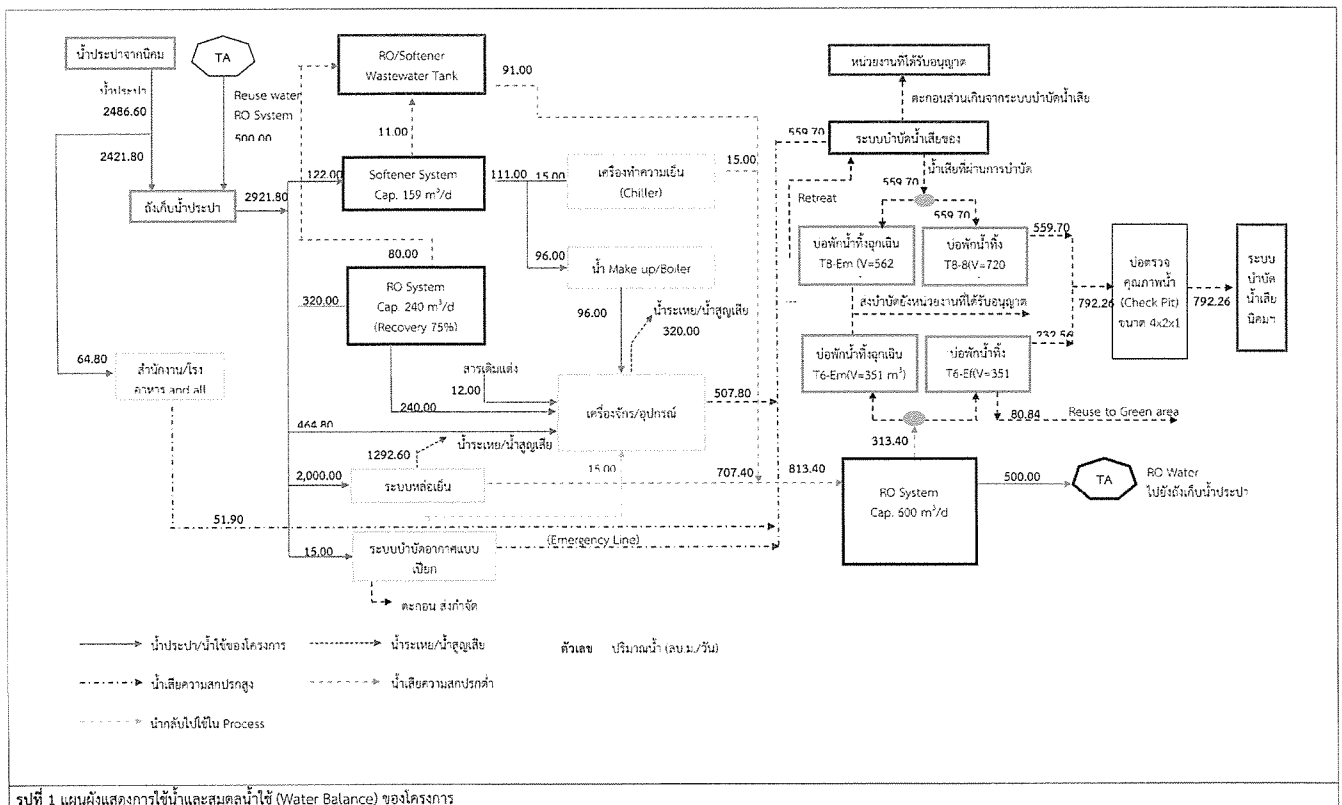 น้ำประปาจากนิคม
TA
น้ำประปา
2486.60
2421.80
Reuse water
RO System
500.00
ถังเก็บน้ำประปา
2921.80
64.80
สำนักงาน/โรง
อาหาร and all
51.90
RO/Softener
Wastewater Tank
91.00
11.00
122.00
Softener System
Cap. 159 m³/d
111.00
15.00
เครื่องทำความเย็น
(Chiller)
15.00
96.00
น้ำ Make up/Boiler
80.00
320.00
RO System
Cap. 240 m³/d
(Recovery 75%)
96.00
น้ำระเหย/น้ำสูญเสีย
320.00
สารเติมแต่ง
12.00
240.00
เครื่องจักร/อุปกรณ์
507.80
464.80
1292.60
น้ำระเหย/น้ำสูญเสีย
15.00
2,000.00
ระบบหล่อเย็น
707.40
813.40
15.00
ระบบบำบัดอากาศแบบ
เปียก
(Emergency Line)
ตะกอน ส่งกำจัด
หน่วยงานที่ได้รับอนุญาต
ตะกอนส่วนเกินจากระบบบำบัดน้ำเสีย
559.70
ระบบบำบัดน้ำเสียของ
น้ำเสียที่ผ่านการบำบัด
559.70
Retreat
559.70
บ่อพักน้ำทิ้งฉุกเฉิน
T8-Em (V=562
บ่อพักน้ำทิ้ง
T8-8(V=720
559.70
ส่งบำบัดยังหน่วยงานที่ได้รับอนุญาต
792.26
บ่อตรวจ
คุณภาพน้ำ
(Check Pit)
ขนาด 4x2x1
792.26
ระบบ
บำบัด
น้ำเสีย
นิคมฯ
บ่อพักน้ำทิ้งฉุกเฉิน
T6-Em(V=351 m³)
บ่อพักน้ำทิ้ง
T6-Ef(V=351
232.56
80.84
Reuse to Green area
313.40
RO System
Cap. 600 m³/d
500.00
TA
RO Water
ไปยังถังเก็บน้ำประปา
น้ำประปา/น้ำใช้ของโครงการ
น้ำระเหย/น้ำสูญเสีย
ตัวเลข ปริมาณน้ำ (ลบ.ม./วัน)
น้ำเสียความสกปรกสูง
น้ำเสียความสกปรกต่ำ
นำกลับไปใช้ใน Process
รูปที่ 1 แผนผังแสดงการใช้น้ำและสมดุลน้ำใช้ (Water Balance) ของโครงการ